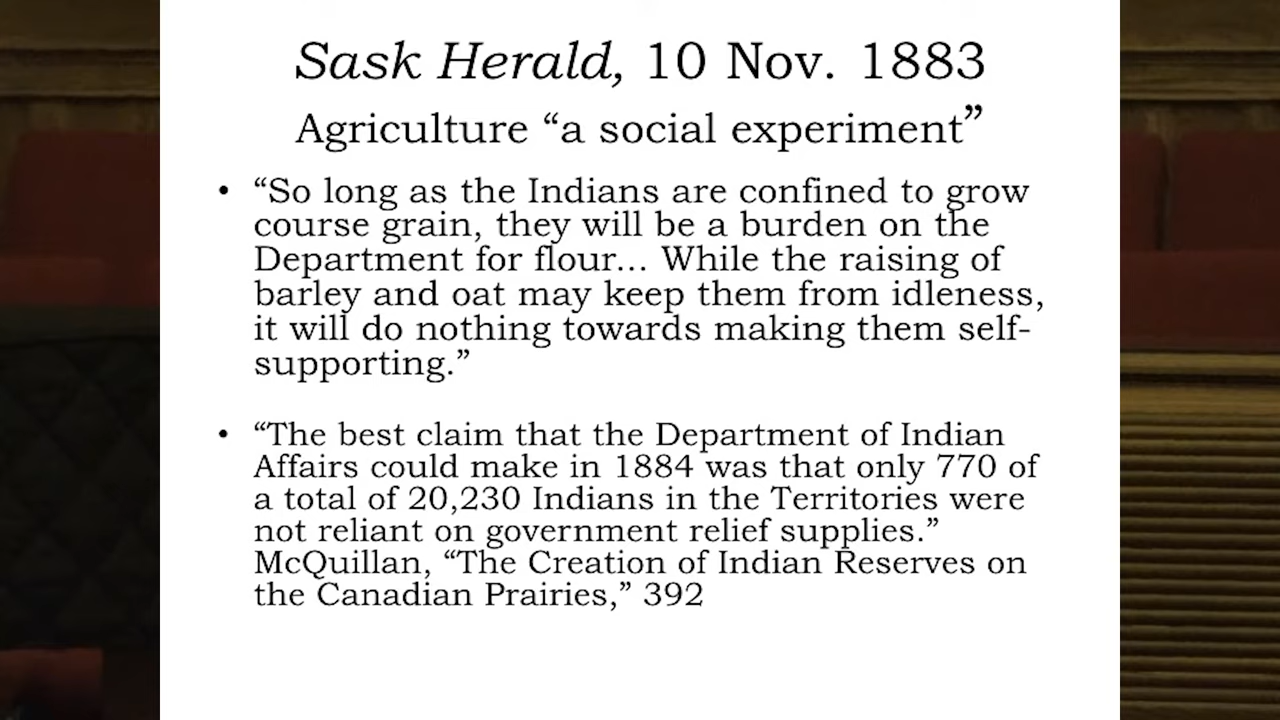 Sask Herald, 10 Nov. 1883
Agriculture “a social experiment”
• “So long as the Indians are confined to grow
course grain, they will be a burden on the
Department for flour... While the raising of
barley and oat may keep them from idleness,
it will do nothing towards making them self-
supporting.”
• “The best claim that the Department of Indian
Affairs could make in 1884 was that only 770 of
a total of 20,230 Indians in the Territories were
not reliant on government relief supplies.”
McQuillan, “The Creation of Indian Reserves on
the Canadian Prairies,” 392